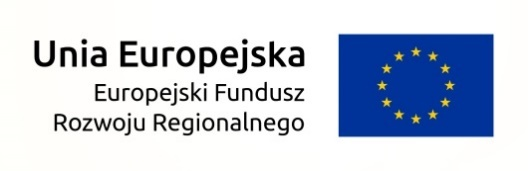 Unia Europejska
Europejski Fundusz
Rozwoju Regionalnego